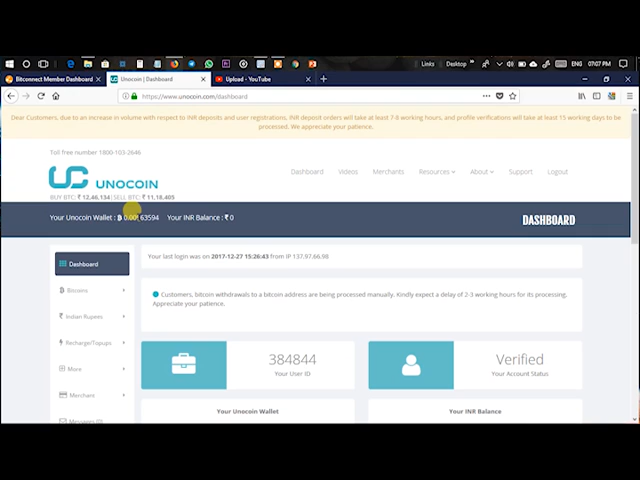 Links Desktop ENG 07:07 PM
Bitconnect Member Dashboard
Unocoin | Dashboard
Upload - YouTube
https://www.unocoin.com/dashboard
Dear Customers, due to an increase in volume with respect to INR deposits and user registrations, INR deposit orders will take at least 7-8 working hours, and profile verifications will take at least 15 working days to be
processed. We appreciate your patience.
Toll free number 1800-103-2646
UNOCOIN
Dashboard Videos Merchants Resources About Support Logout
BUY BTC: ₹ 12,46,134 | SELL BTC: ₹ 11,18,405
Your Unocoin Wallet : Ƀ 0.00163594 Your INR Balance : ₹ 0
DASHBOARD
Dashboard
Bitcoins
Indian Rupees
Recharge/Topups
More
Merchant
Messages (0)
Your last login was on 2017-12-27 15:26:43 from IP 137.97.66.98
Customers, bitcoin withdrawals to a bitcoin address are being processed manually. Kindly expect a delay of 2-3 working hours for its processing.
Appreciate your patience.
384844
Your User ID
Verified
Your Account Status
Your Unocoin Wallet
Your INR Balance